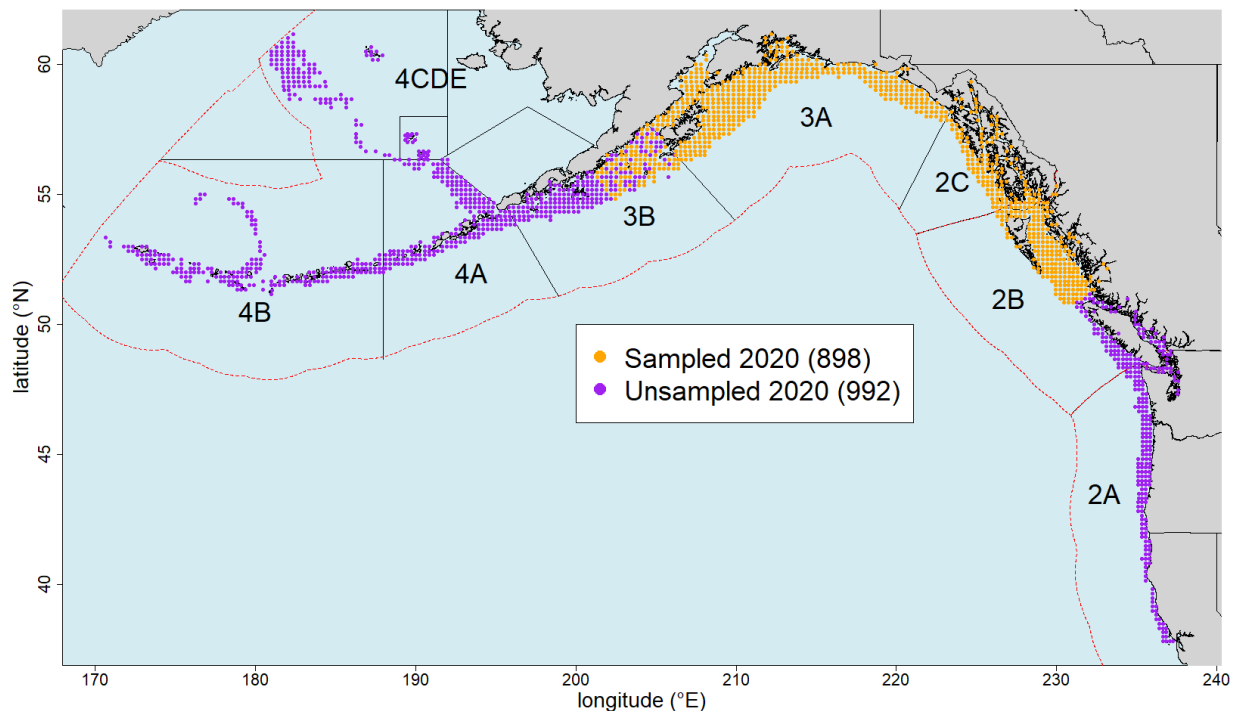 60
55
50
45
40
latitude (°N)
4CDE
3A
2C
3B
4A
4B
2B
2A
Sampled 2020 (898)
Unsampled 2020 (992)
170
180
190
200
210
220
230
240
longitude (°E)